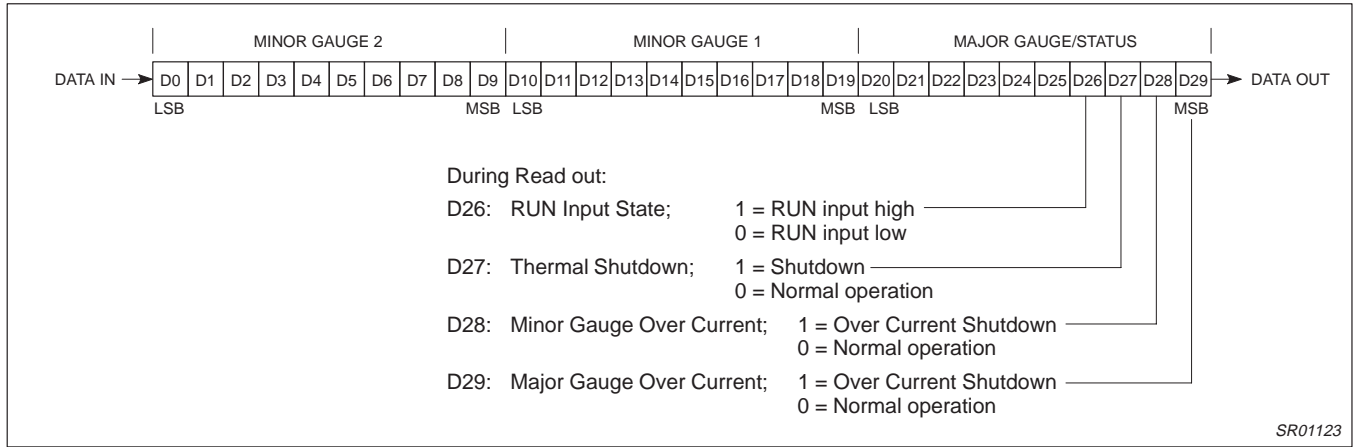 MINOR GAUGE 2 MINOR GAUGE 1 MAJOR GAUGE/STATUS
DATA IN D0 D1 D2 D3 D4 D5 D6 D7 D8 D9 D10 D11 D12 D13 D14 D15 D16 D17 D18 D19 D20 D21 D22 D23 D24 D25 D26 D27 D28 D29 DATA OUT
LSB MSB LSB MSB LSB MSB
During Read out:
D26: RUN Input State; 1 = RUN input high
0 = RUN input low
D27: Thermal Shutdown; 1 = Shutdown
0 = Normal operation
D28: Minor Gauge Over Current; 1 = Over Current Shutdown
0 = Normal operation
D29: Major Gauge Over Current; 1 = Over Current Shutdown
0 = Normal operation
SR01123